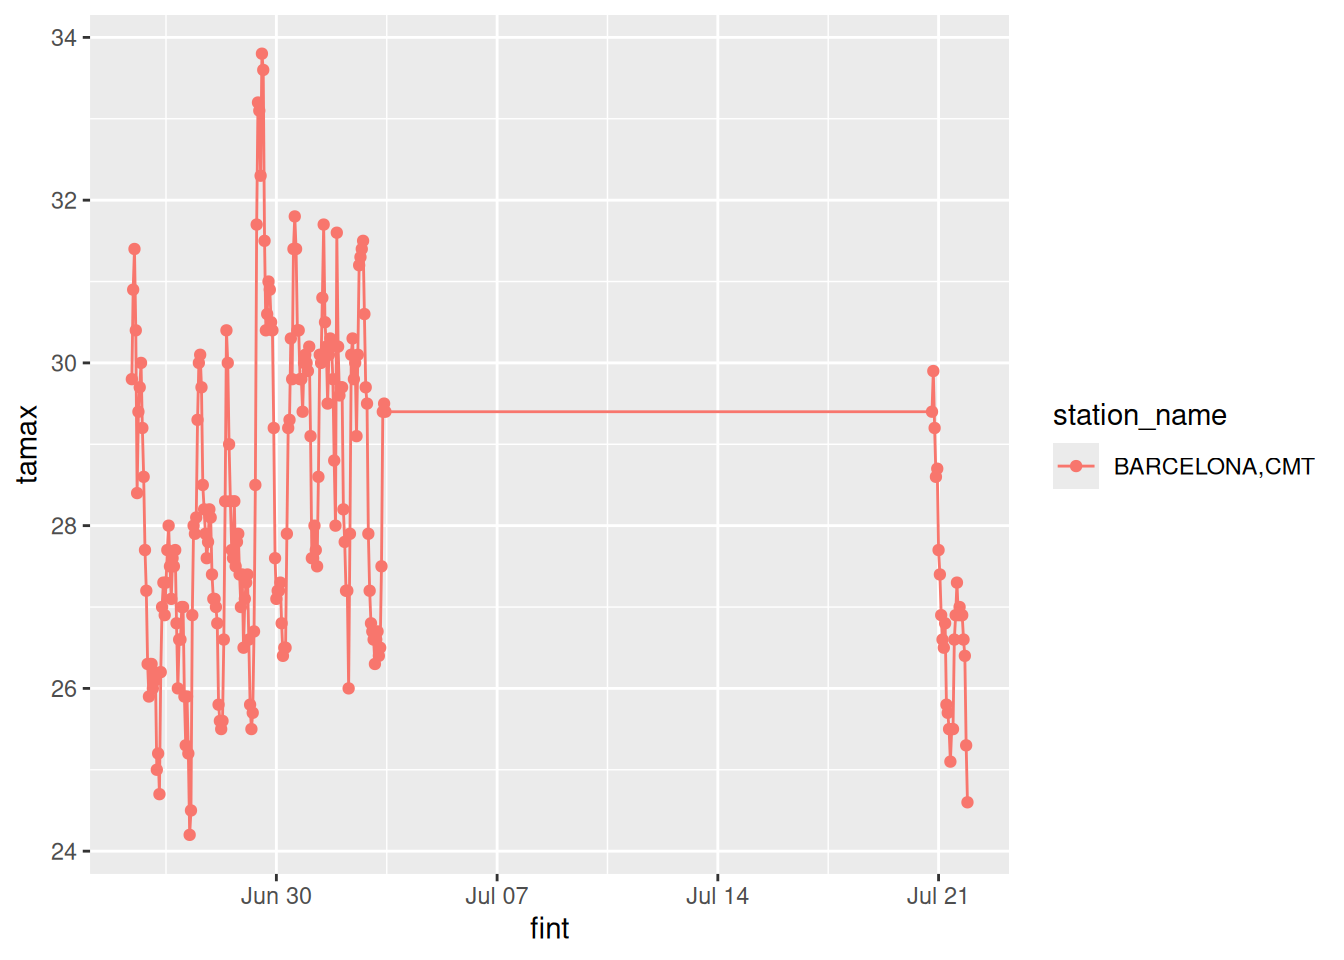 34
32
30
28
26
24
tamax
Jun 30
Jul 07
Jul 14
Jul 21
fint
station_name
BARCELONA,CMT